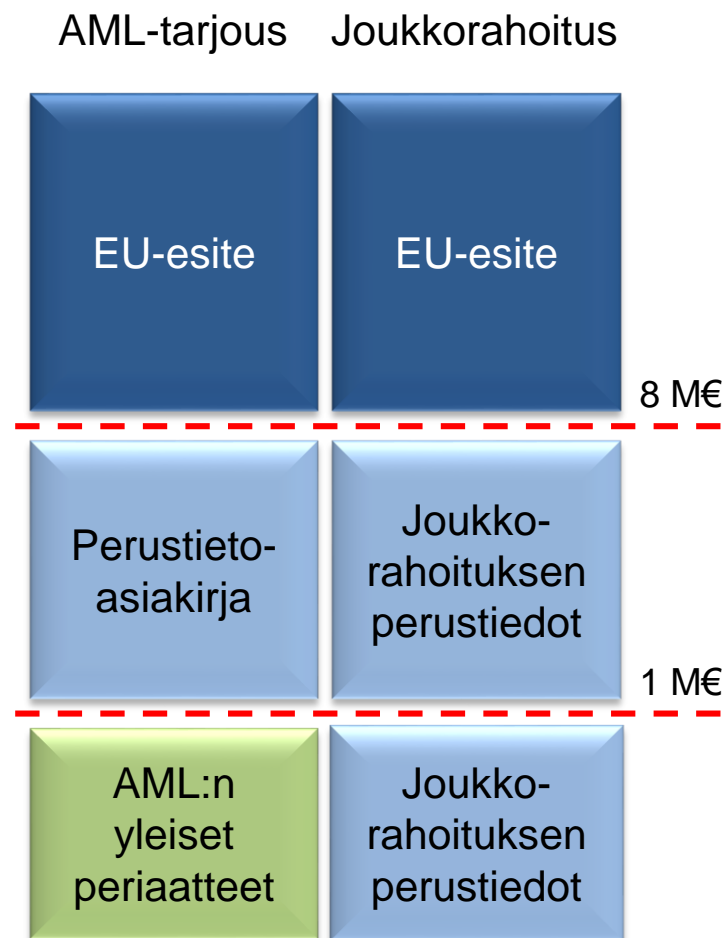 AML-tarjous Joukkorahoitus
EU-esite EU-esite
8 M€
Perustieto-
asiakirja
Joukko-
rahoituksen
perustiedot
1 M€
AML:n
yleiset
periaatteet
Joukko-
rahoituksen
perustiedot